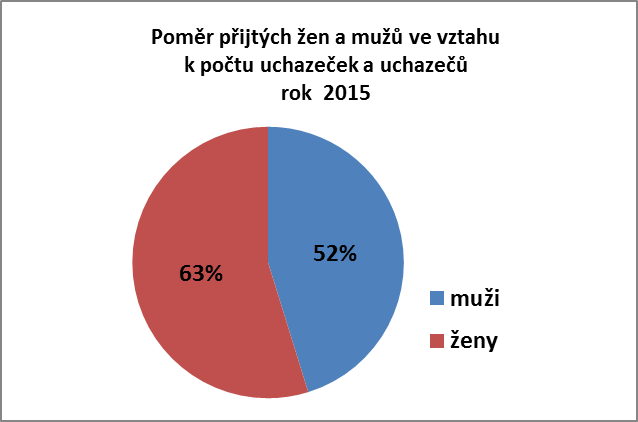 Poměr přijtých žen a mužů ve vztahu
k počtu uchazeček a uchazečů
rok  2015
52%
63%
muži
ženy